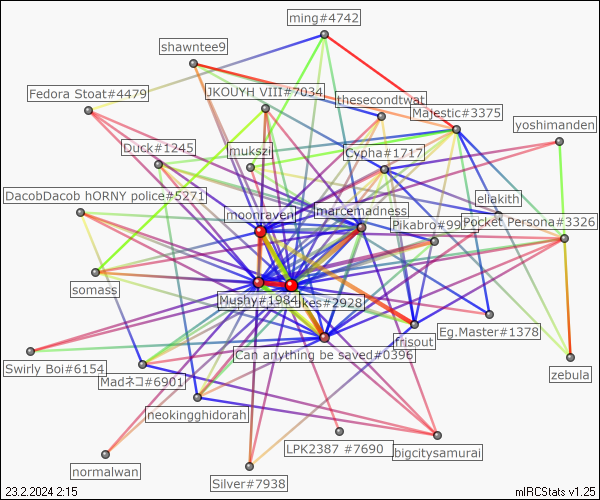 ming#4742
shawntee9
Fedora Stoat#4479
JKOUYH VIII#7034
thesecondtwat
Majestic#3375
yoshimanden
Duck#1245
mukszi
Cypha#1717
DacobDacob hORNY police#5271
eliakith
moonraven
marcemadness
Pikabro#99
Pocket Persona#3326
somass
Mushy#1984
ikes#2928
Eg.Master#1378
frisout
Can anything be saved#0396
Swirly Boi#6154
Madネコ#6901
zebula
neokingghidorah
LPK2387 #7690
bigcitysamurai
normalwan
Silver#7938
23.2.2024 2:15
mIRCStats v1.25